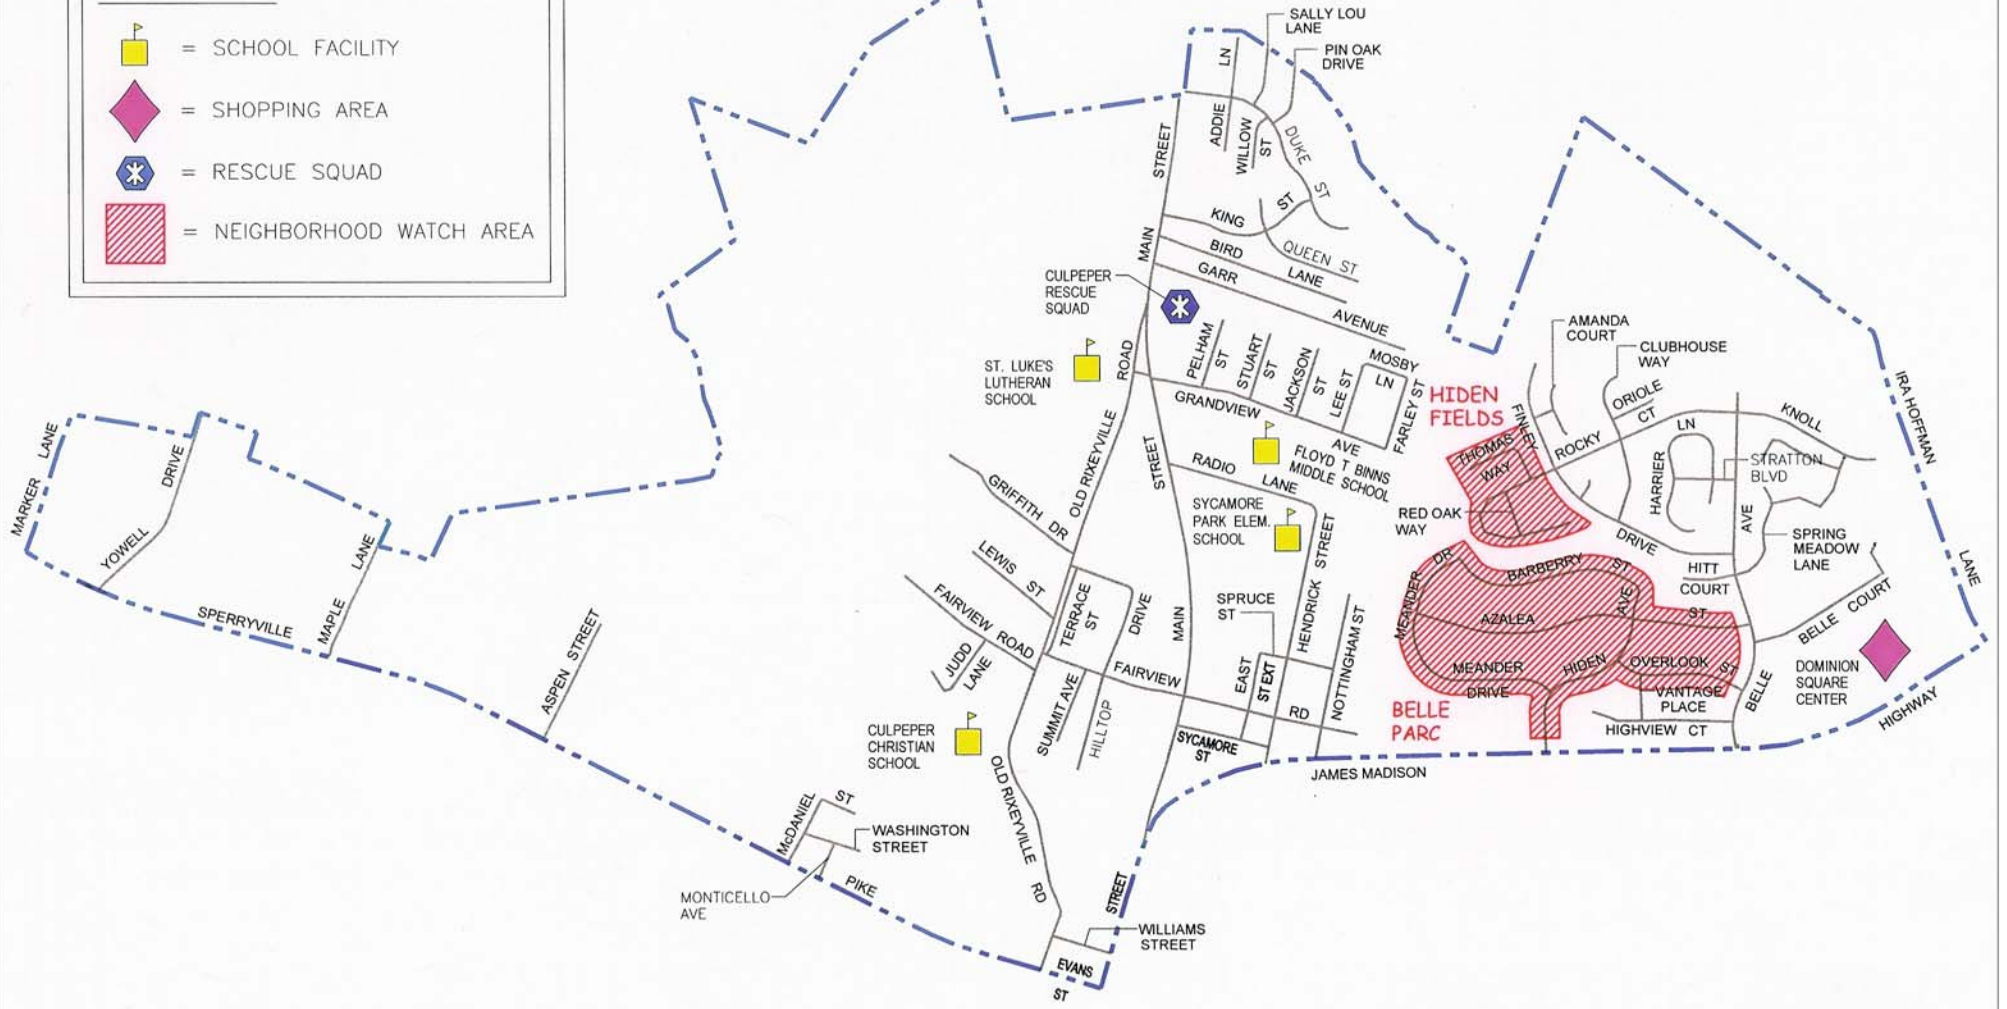 = SCHOOL FACILITY
= SHOPPING AREA
= RESCUE SQUAD
= NEIGHBORHOOD WATCH AREA
SALLY LOU
LANE
PIN OAK
DRIVE
ADDIE
LN
WILLOW
ST
DUKE
ST
STREET
MAIN
KING
ST
QUEEN ST
BIRD
LANE
GARR
AVENUE
CULPEPER
RESCUE
SQUAD
ST. LUKE'S
LUTHERAN
SCHOOL
ROAD
OLD RIXEYVILLE
PELHAM
ST
STUART
ST
JACKSON
ST
LEE ST
MOSBY
LN
FARLEY ST
GRANDVIEW
AVE
FLOYD T BINNS
MIDDLE SCHOOL
RADIO
LANE
STREET
MAIN
SYCAMORE
PARK ELEM.
SCHOOL
HENDRICK STREET
HIDEN
FIELDS
THOMAS
WAY
FINLEY
DRIVE
RED OAK
WAY
AMANDA
COURT
CLUBHOUSE
WAY
ORIOLE
CT
ROCKY
KNOLL
LN
HARRIER
STRATTON
BLVD
AVE
SPRING
MEADOW
LANE
HITT
COURT
IRA HOFFMAN
LANE
BELLE COURT
BELLE
DOMINION
SQUARE
CENTER
HIGHWAY
MEANDER
DR
BARBERRY
ST
AZALEA
ST
AVE
HIDEN
MEANDER
DRIVE
OVERLOOK
ST
VANTAGE
PLACE
HIGHVIEW CT
BELLE
PARC
JAMES MADISON
GRIFFITH DR
LEWIS ST
FAIRVIEW ROAD
JUDD
LANE
TERRACE
ST
DRIVE
FAIRVIEW
RD
SUMMIT AVE
HILLTOP
SPRUCE
ST
EAST
ST EXT
NOTTINGHAM ST
SYCAMORE
ST
CULPEPER
CHRISTIAN
SCHOOL
OLD RIXEYVILLE
RD
MARKER LANE
YOWELL
DRIVE
SPERRYVILLE
MAPLE
LANE
ASPEN STREET
McDANIEL
ST
WASHINGTON
STREET
MONTICELLO
AVE
PIKE
STREET
WILLIAMS
STREET
EVANS
ST